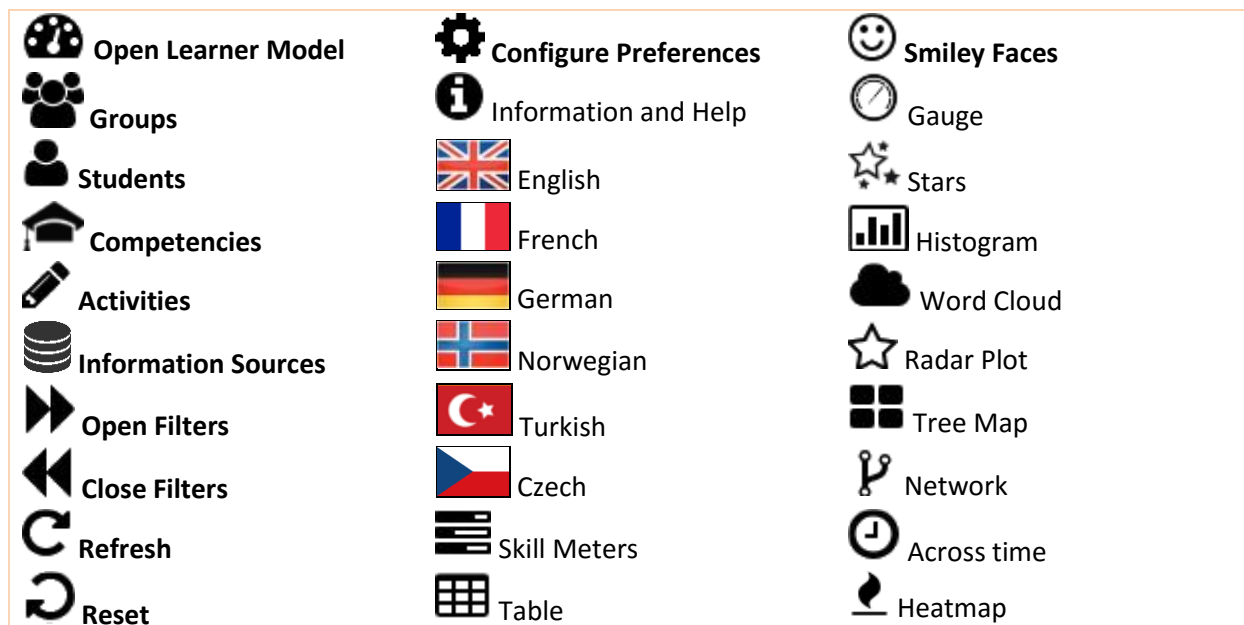 Open Learner Model
Groups
Students
Competencies
Activities
Information Sources
Open Filters
Close Filters
Refresh
Reset
Configure Preferences
Information and Help
English
French
German
Norwegian
Turkish
Czech
Skill Meters
Table
Smiley Faces
Gauge
Stars
Histogram
Word Cloud
Radar Plot
Tree Map
Network
Across time
Heatmap